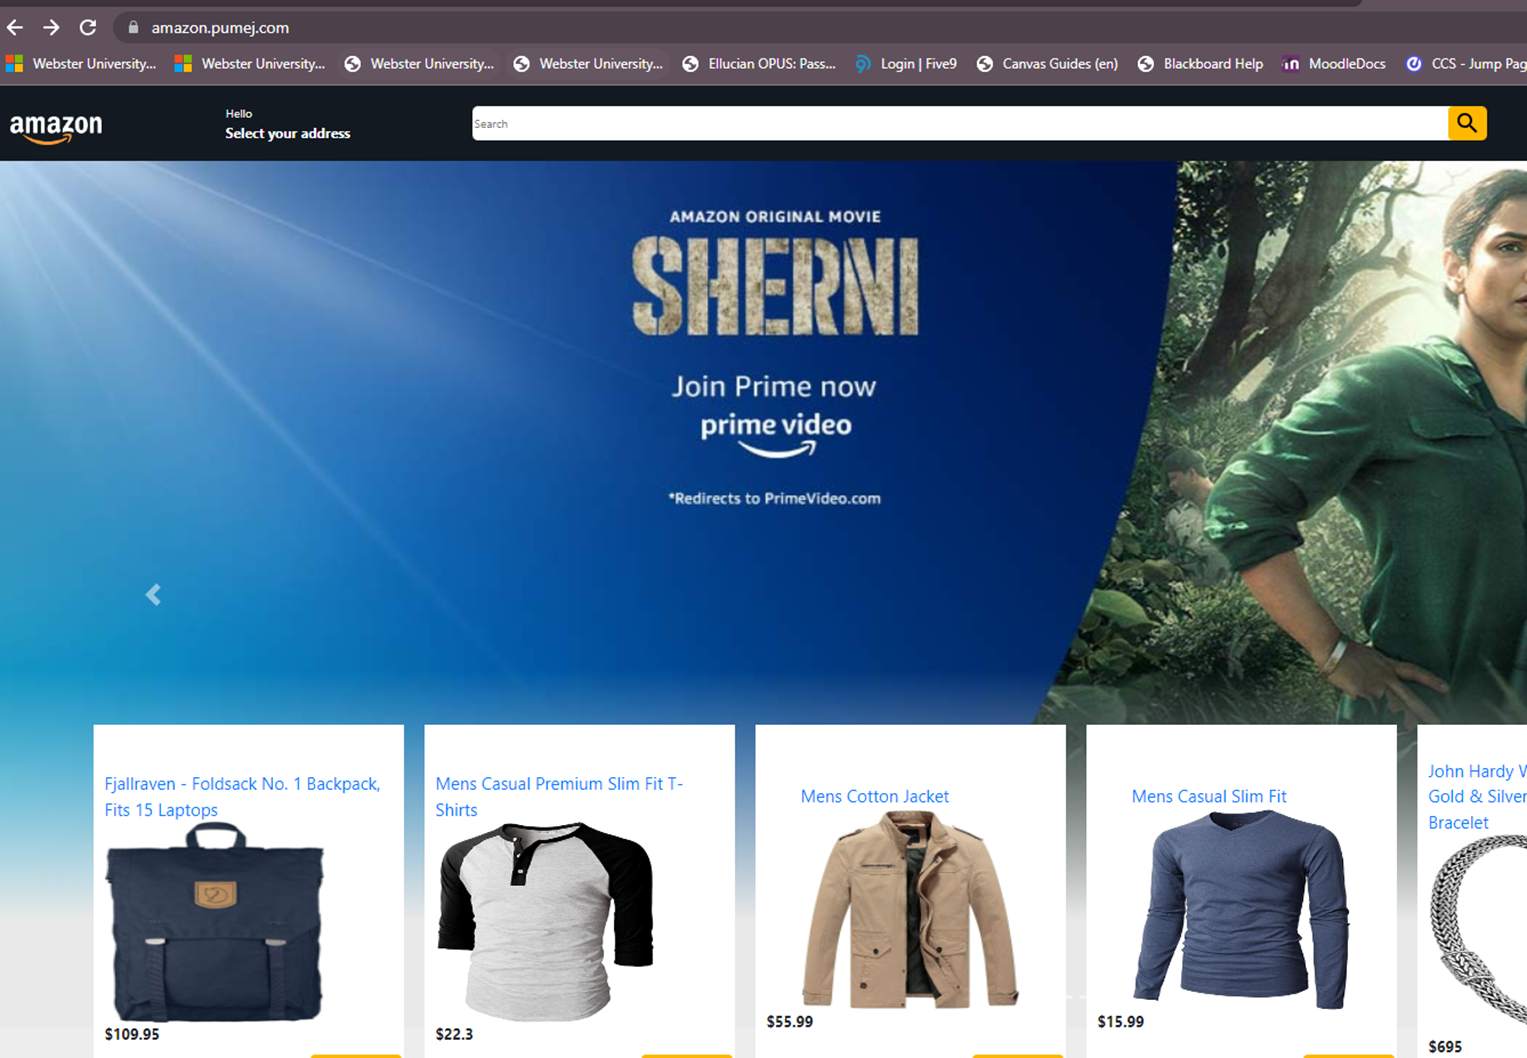 amazon.pumej.com
Webster University... Webster University... Webster University... Webster University... Ellucian OPUS: Pass... Login | Five9 Canvas Guides (en) Blackboard Help MoodleDocs CCS - Jump Pag
amazon
Hello
Select your address
Search
AMAZON ORIGINAL MOVIE
SHERNI
Join Prime now
prime video
*Redirects to PrimeVideo.com
Fjallraven - Foldsack No. 1 Backpack,
Fits 15 Laptops
$109.95
Mens Casual Premium Slim Fit T-
Shirts
$22.3
Mens Cotton Jacket
$55.99
Mens Casual Slim Fit
$15.99
John Hardy W
Gold & Silver
Bracelet
$695